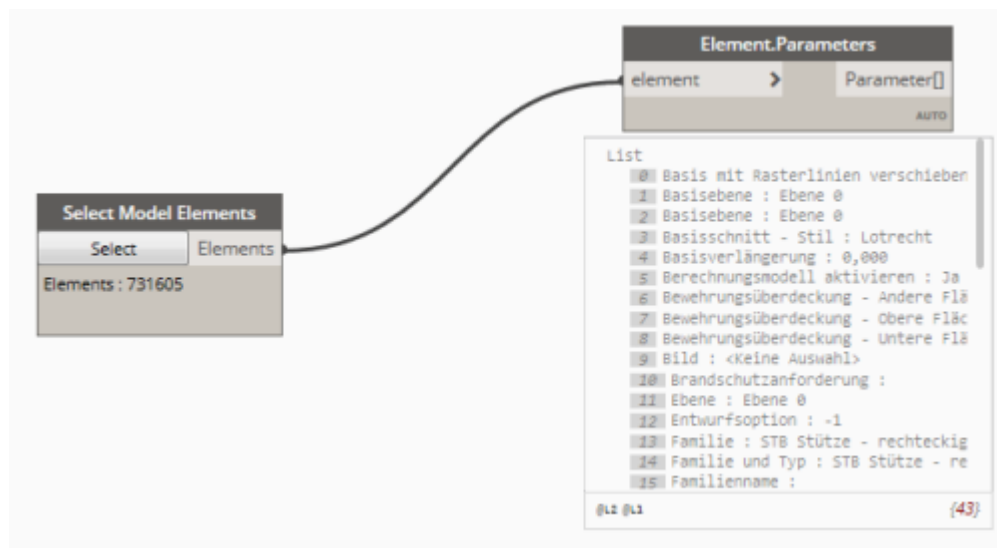 Element.Parameters
element > Parameter[]
AUTO
Select Model Elements
Select Elements
Elements : 731605
List
0 Basis mit Rasterlinien verschieben
1 Basisebene : Ebene 0
2 Basisebene : Ebene 0
3 Basisschnitt - Stil : Lotrecht
4 Basisverlängerung : 0,000
5 Berechnungsmodell aktivieren : Ja
6 Bewehrungsüberdeckung - Andere Flä
7 Bewehrungsüberdeckung - Obere Fläc
8 Bewehrungsüberdeckung - Untere Flä
9 Bild : <Keine Auswahl>
10 Brandschutzanforderung :
11 Ebene : Ebene 0
12 Entwurfsoption : -1
13 Familie : STB Stütze - rechteckig
14 Familie und Typ : STB Stütze - re
15 Familienname :
@L2 @L1 {43}